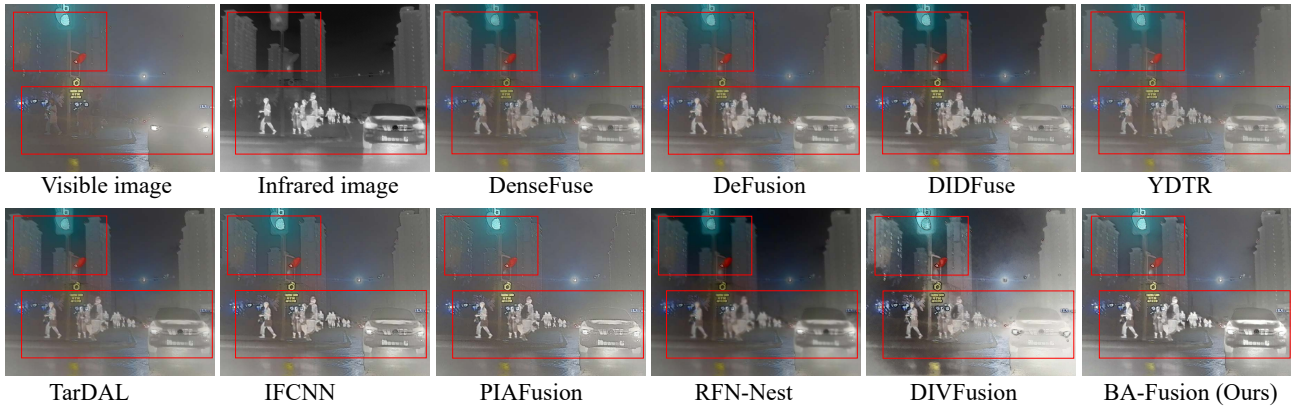 Visible image
Infrared image
DenseFuse
DeFusion
DIDFuse
YDTR
TarDAL
IFCNN
PIAFusion
RFN-Nest
DIVFusion
BA-Fusion (Ours)